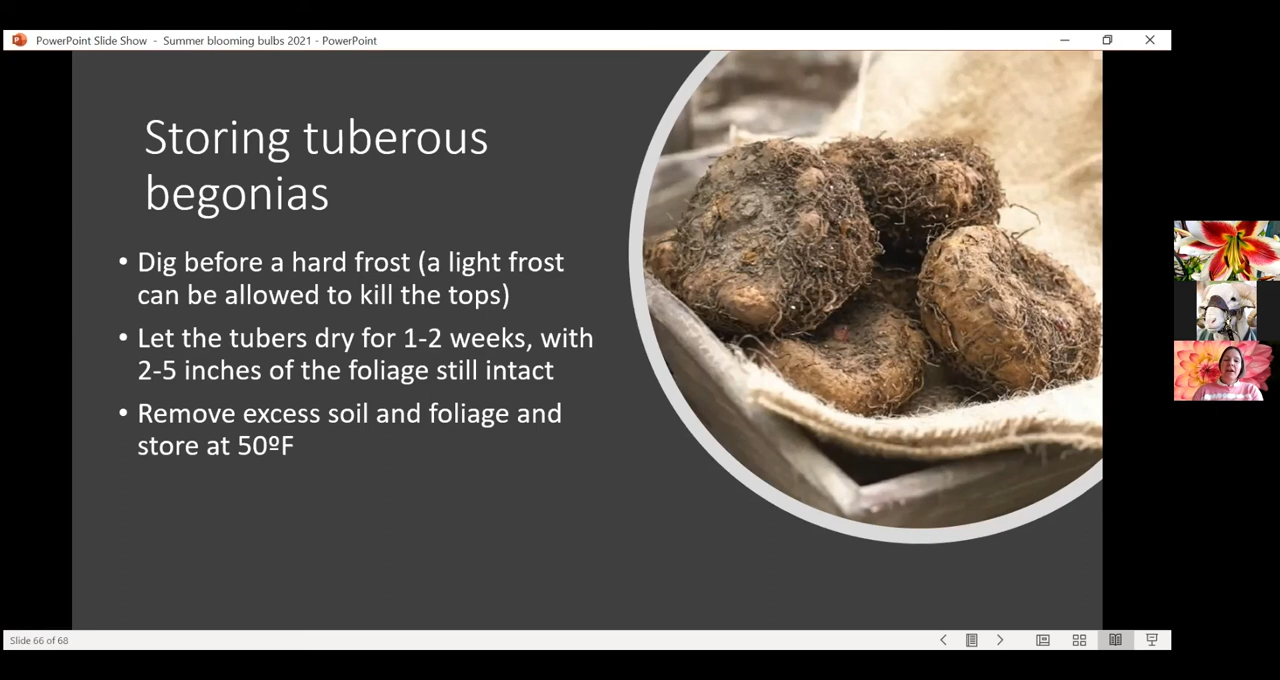 PowerPoint Slide Show - Summer blooming bulbs 2021 - PowerPoint
Storing tuberous
begonias
• Dig before a hard frost (a light frost
can be allowed to kill the tops)
• Let the tubers dry for 1-2 weeks, with
2-5 inches of the foliage still intact
• Remove excess soil and foliage and
store at 50ºF
Slide 66 of 68